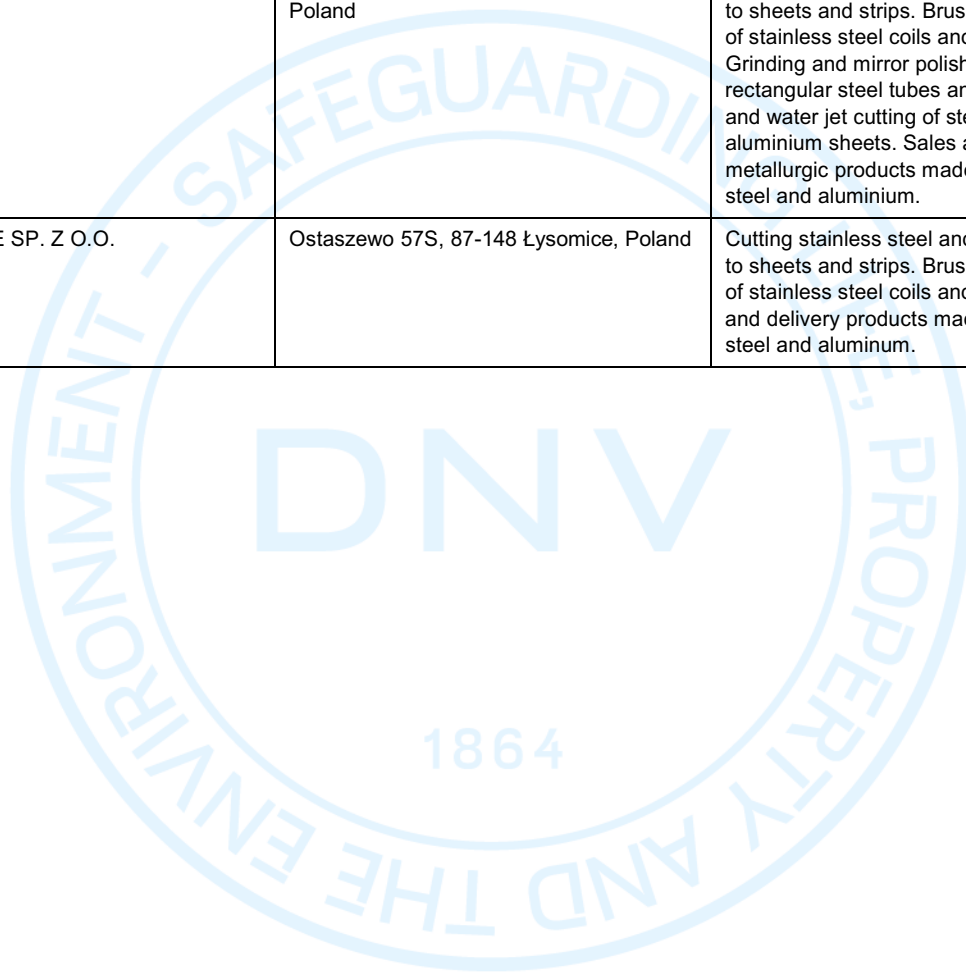 Poland
to sheets and strips. Brus
of stainless steel coils and
Grinding and mirror polish
rectangular steel tubes ar
and water jet cutting of ste
aluminium sheets. Sales a
metallurgic products made
steel and aluminium.
SP. Z O.O.
Ostaszewo 57S, 87-148 Łysomice, Poland
Cutting stainless steel and
to sheets and strips. Brus
of stainless steel coils and
and delivery products mad
steel and aluminum.
SAFEGUARDING LIFE, PROPERTY AND THE ENVIRONMENT -
DNV
1864